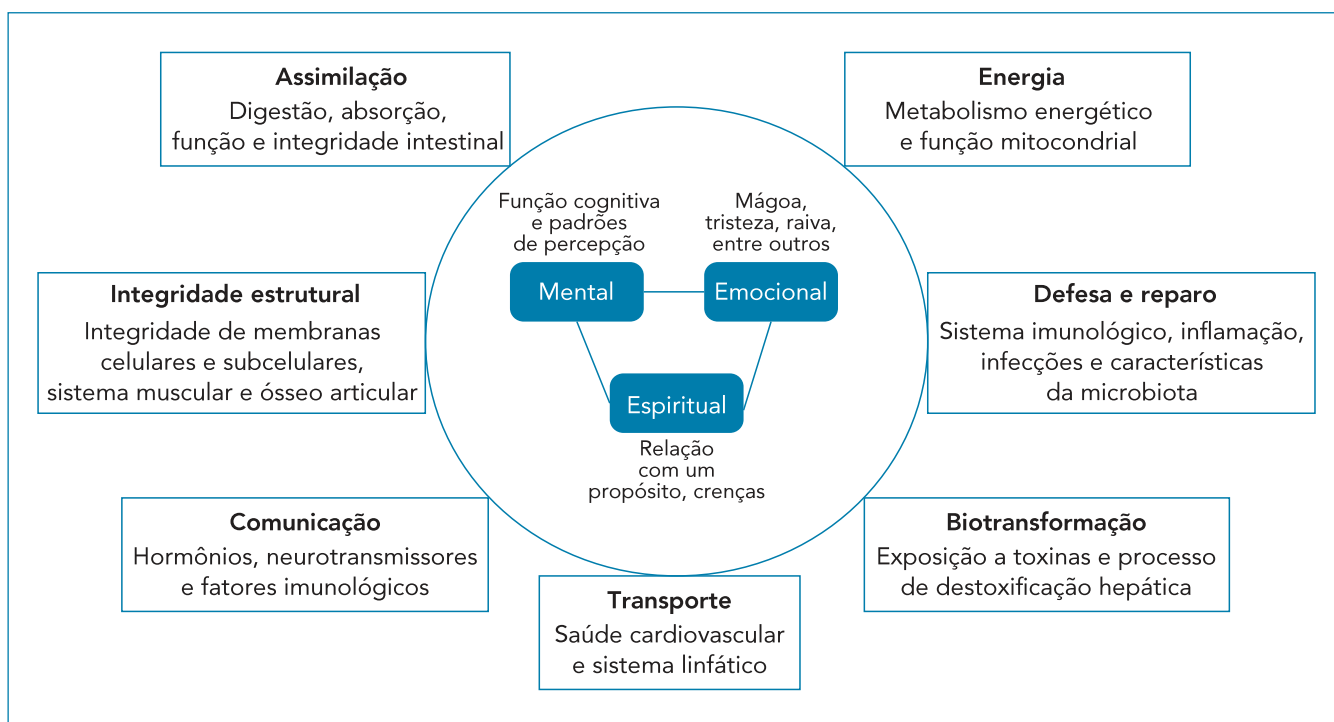 Assimilação
Digestão, absorção,
função e integridade intestinal
Energia
Metabolismo energético
e função mitocondrial
Função cognitiva
e padrões
de percepção
Mental
Mágoa,
tristeza, raiva,
entre outros
Emocional
Espiritual
Relação
com um
propósito, crenças
Integridade estrutural
Integridade de membranas
celulares e subcelulares,
sistema muscular e ósseo articular
Defesa e reparo
Sistema imunológico, inflamação,
infecções e características
da microbiota
Comunicação
Hormônios, neurotransmissores
e fatores imunológicos
Transporte
Saúde cardiovascular
e sistema linfático
Biotransformação
Exposição a toxinas e processo
de destoxificação hepática